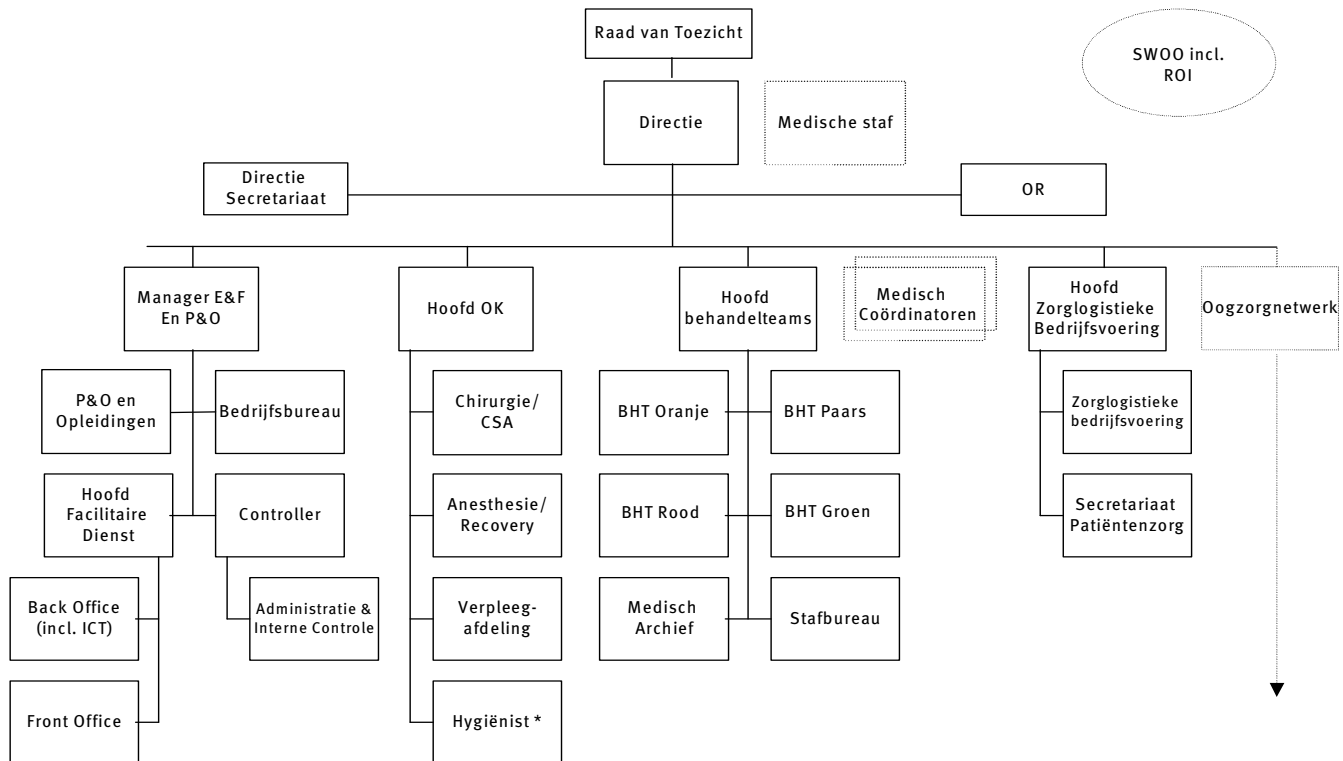 Raad van Toezicht
SWOO incl.
ROI
Directie
Medische staf
Directie
Secretariaat
OR
Manager E&F
En P&O
Hoofd OK
Hoofd
behandelteams
Medisch
Coördinatoren
Hoofd
Zorglogistieke
Bedrijfsvoering
Oogzorgnetwerk
P&O en
Opleidingen
Bedrijfsbureau
Chirurgie/
CSA
BHT Oranje
BHT Paars
Zorglogistieke
bedrijfsvoering
Hoofd
Facilitaire
Dienst
Controller
Anesthesie/
Recovery
BHT Rood
BHT Groen
Secretariaat
Patiëntenzorg
Back Office
(incl. ICT)
Administratie &
Interne Controle
Verpleeg-
afdeling
Medisch
Archief
Stafbureau
Front Office
Hygiënist *